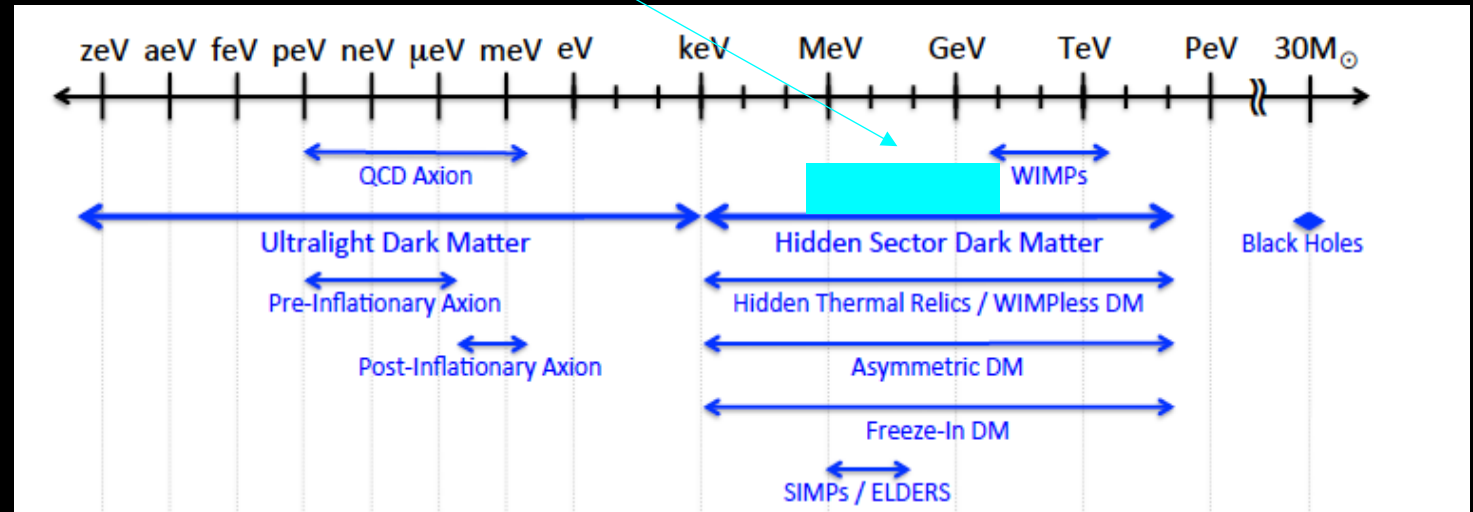 zeV aeV feV peV neV μeV meV eV keV MeV GeV TeV PeV 30M☉
QCD Axion WIMPs
Ultralight Dark Matter Hidden Sector Dark Matter Black Holes
Pre-Inflationary Axion Hidden Thermal Relics / WIMPless DM
Post-Inflationary Axion Asymmetric DM
Freeze-In DM
SIMPs / ELDERS